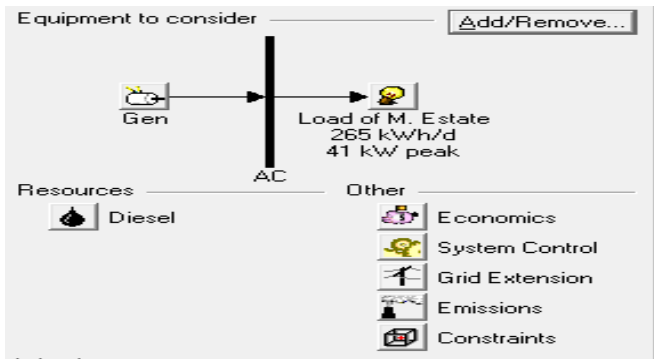 Equipment to consider
Add/Remove...
Gen
Load of M. Estate
265 kWh/d
41 kW peak
AC
Resources
Other
Diesel
Economics
System Control
Grid Extension
Emissions
Constraints